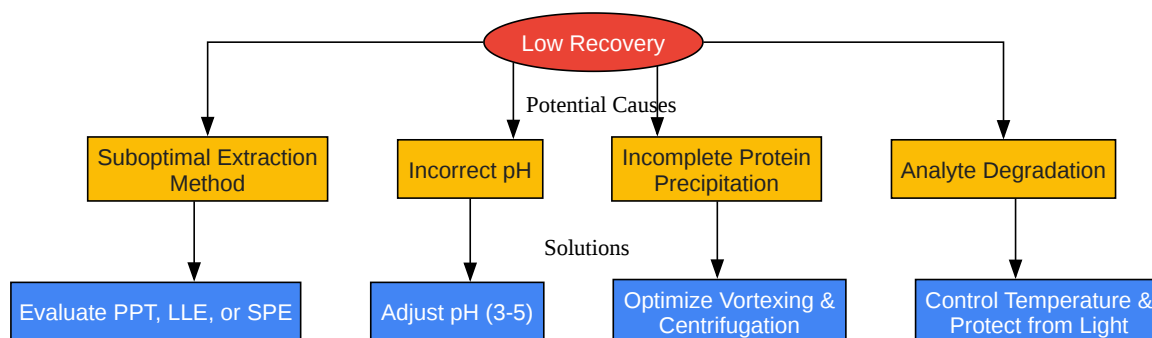 Low Recovery
Potential Causes
Suboptimal Extraction
Method
Incorrect pH
Incomplete Protein
Precipitation
Analyte Degradation
Solutions
Evaluate PPT, LLE, or SPE
Adjust pH (3-5)
Optimize Vortexing &
Centrifugation
Control Temperature &
Protect from Light